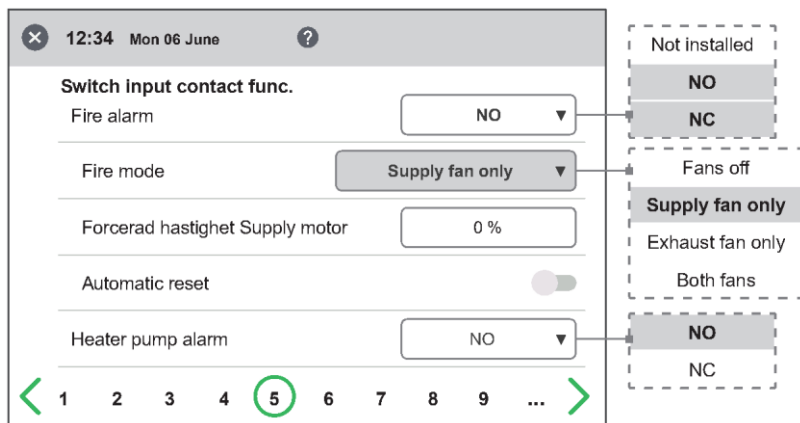 12:34 Mon 06 June ?
Switch input contact func.
Fire alarm NO
Fire mode Supply fan only
Forcerad hastighet Supply motor 0 %
Automatic reset
Heater pump alarm NO
1 2 3 4 5 6 7 8 9 ...
Not installed
NO
NC
Fans off
Supply fan only
Exhaust fan only
Both fans
NO
NC